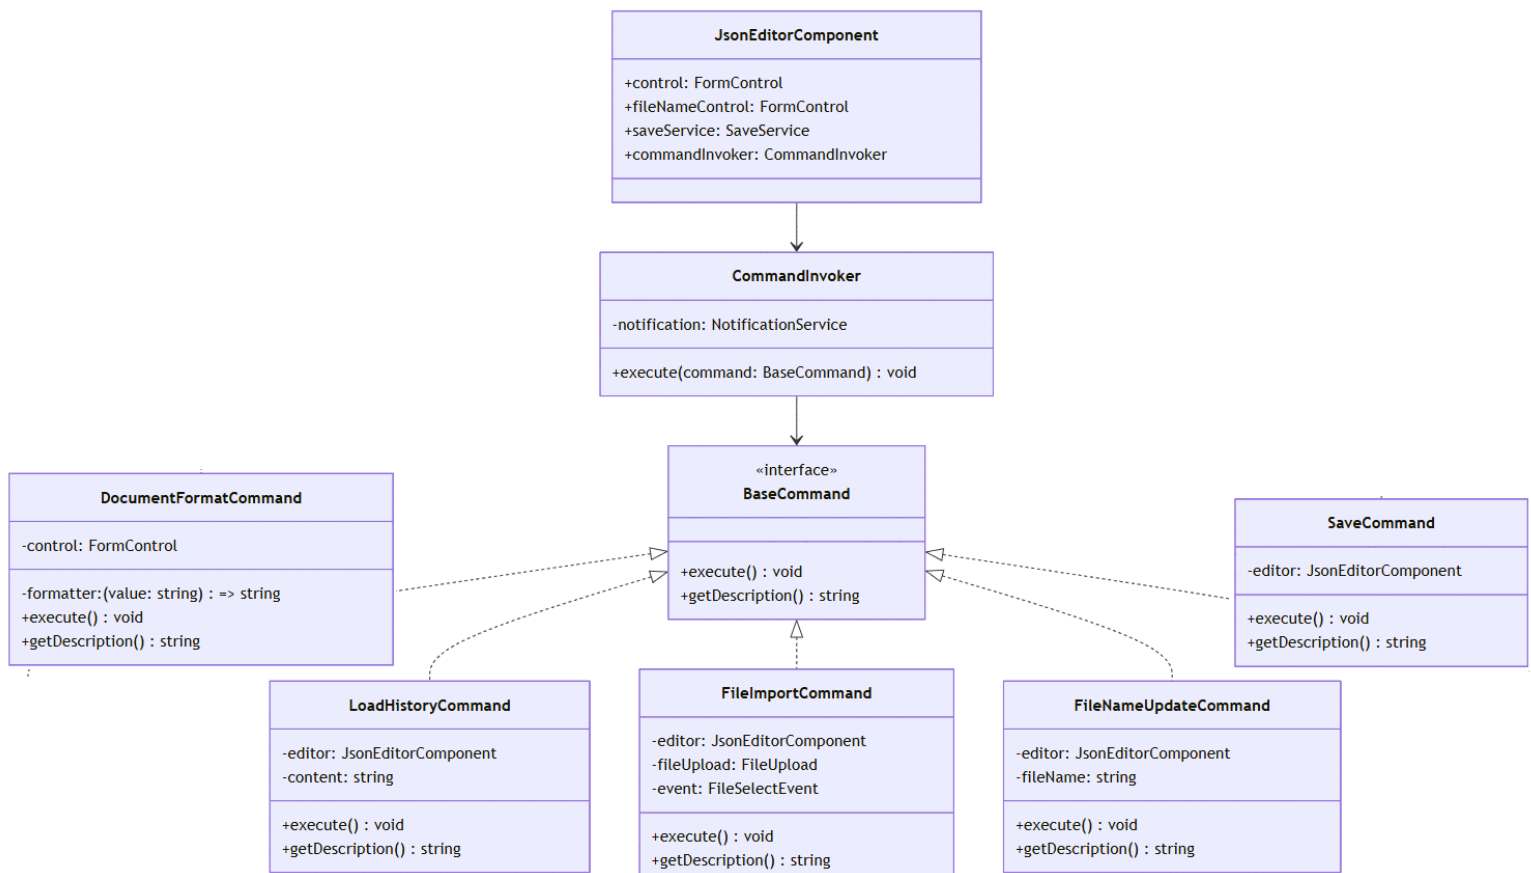 JsonEditorComponent
+control: FormControl
+fileNameControl: FormControl
+saveService: SaveService
+commandInvoker: CommandInvoker
CommandInvoker
-notification: NotificationService
+execute(command: BaseCommand) : void
«interface»
BaseCommand
+execute() : void
+getDescription() : string
DocumentFormatCommand
-control: FormControl
-formatter:(value: string) : => string
+execute() : void
+getDescription() : string
SaveCommand
-editor: JsonEditorComponent
+execute() : void
+getDescription() : string
LoadHistoryCommand
-editor: JsonEditorComponent
-content: string
+execute() : void
+getDescription() : string
FileImportCommand
-editor: JsonEditorComponent
-fileUpload: FileUpload
-event: FileSelectEvent
+execute() : void
+getDescription() : string
FileNameUpdateCommand
-editor: JsonEditorComponent
-fileName: string
+execute() : void
+getDescription() : string